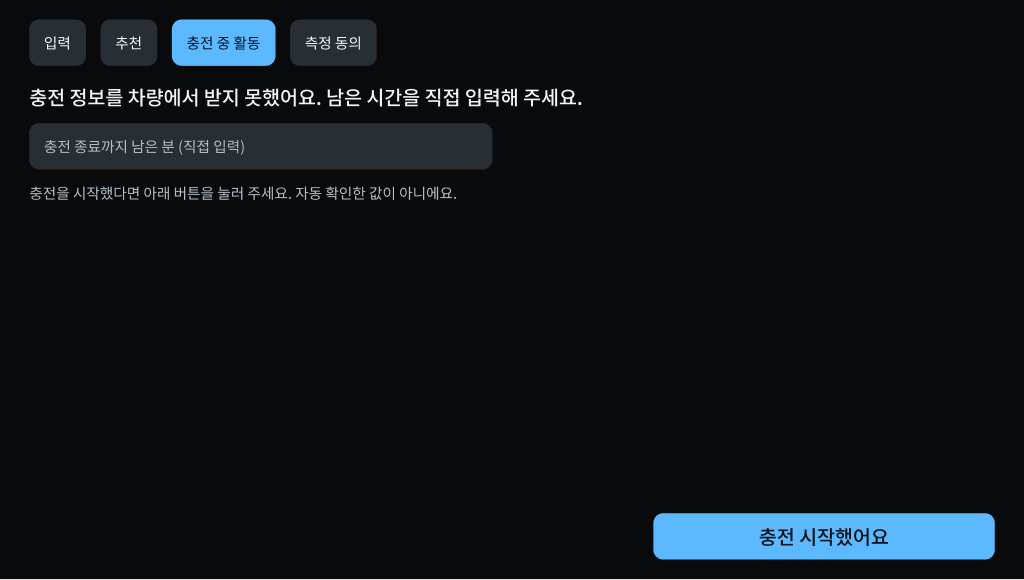 입력 추천 충전 중 활동 측정 동의
충전 정보를 차량에서 받지 못했어요. 남은 시간을 직접 입력해 주세요.
충전 종료까지 남은 분 (직접 입력)
충전을 시작했다면 아래 버튼을 눌러 주세요. 자동 확인한 값이 아니에요.
충전 시작했어요